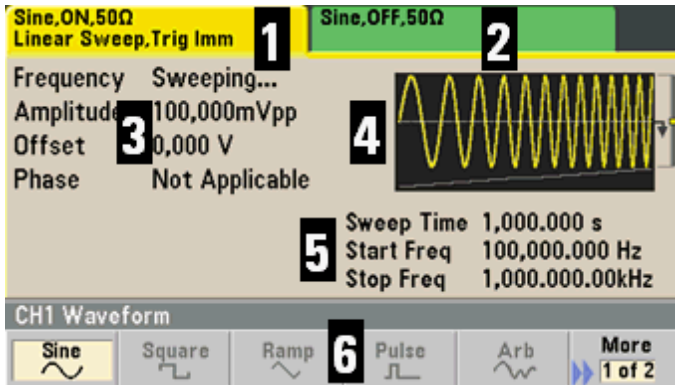 Sine,ON,50Ω
Linear Sweep,Trig Imm
1
Sine,OFF,50Ω
2
Frequency Sweeping...
Amplitude 100,000mVpp
3
Offset 0,000 V
Phase Not Applicable
4
5
Sweep Time 1,000.000 s
Start Freq 100,000.000 Hz
Stop Freq 1,000.000.00kHz
CH1 Waveform
Sine
Square
Ramp
6
Pulse
Arb
More
1 of 2